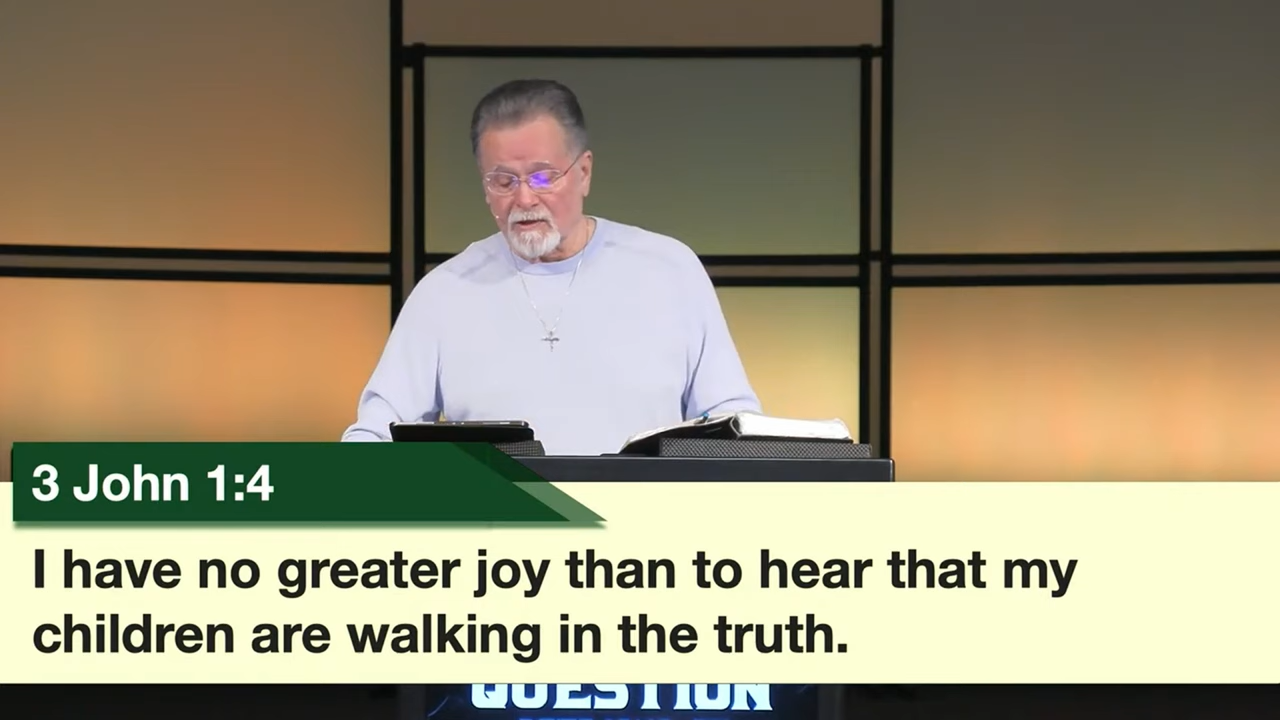 3 John 1:4
I have no greater joy than to hear that my
children are walking in the truth.
QUESTION